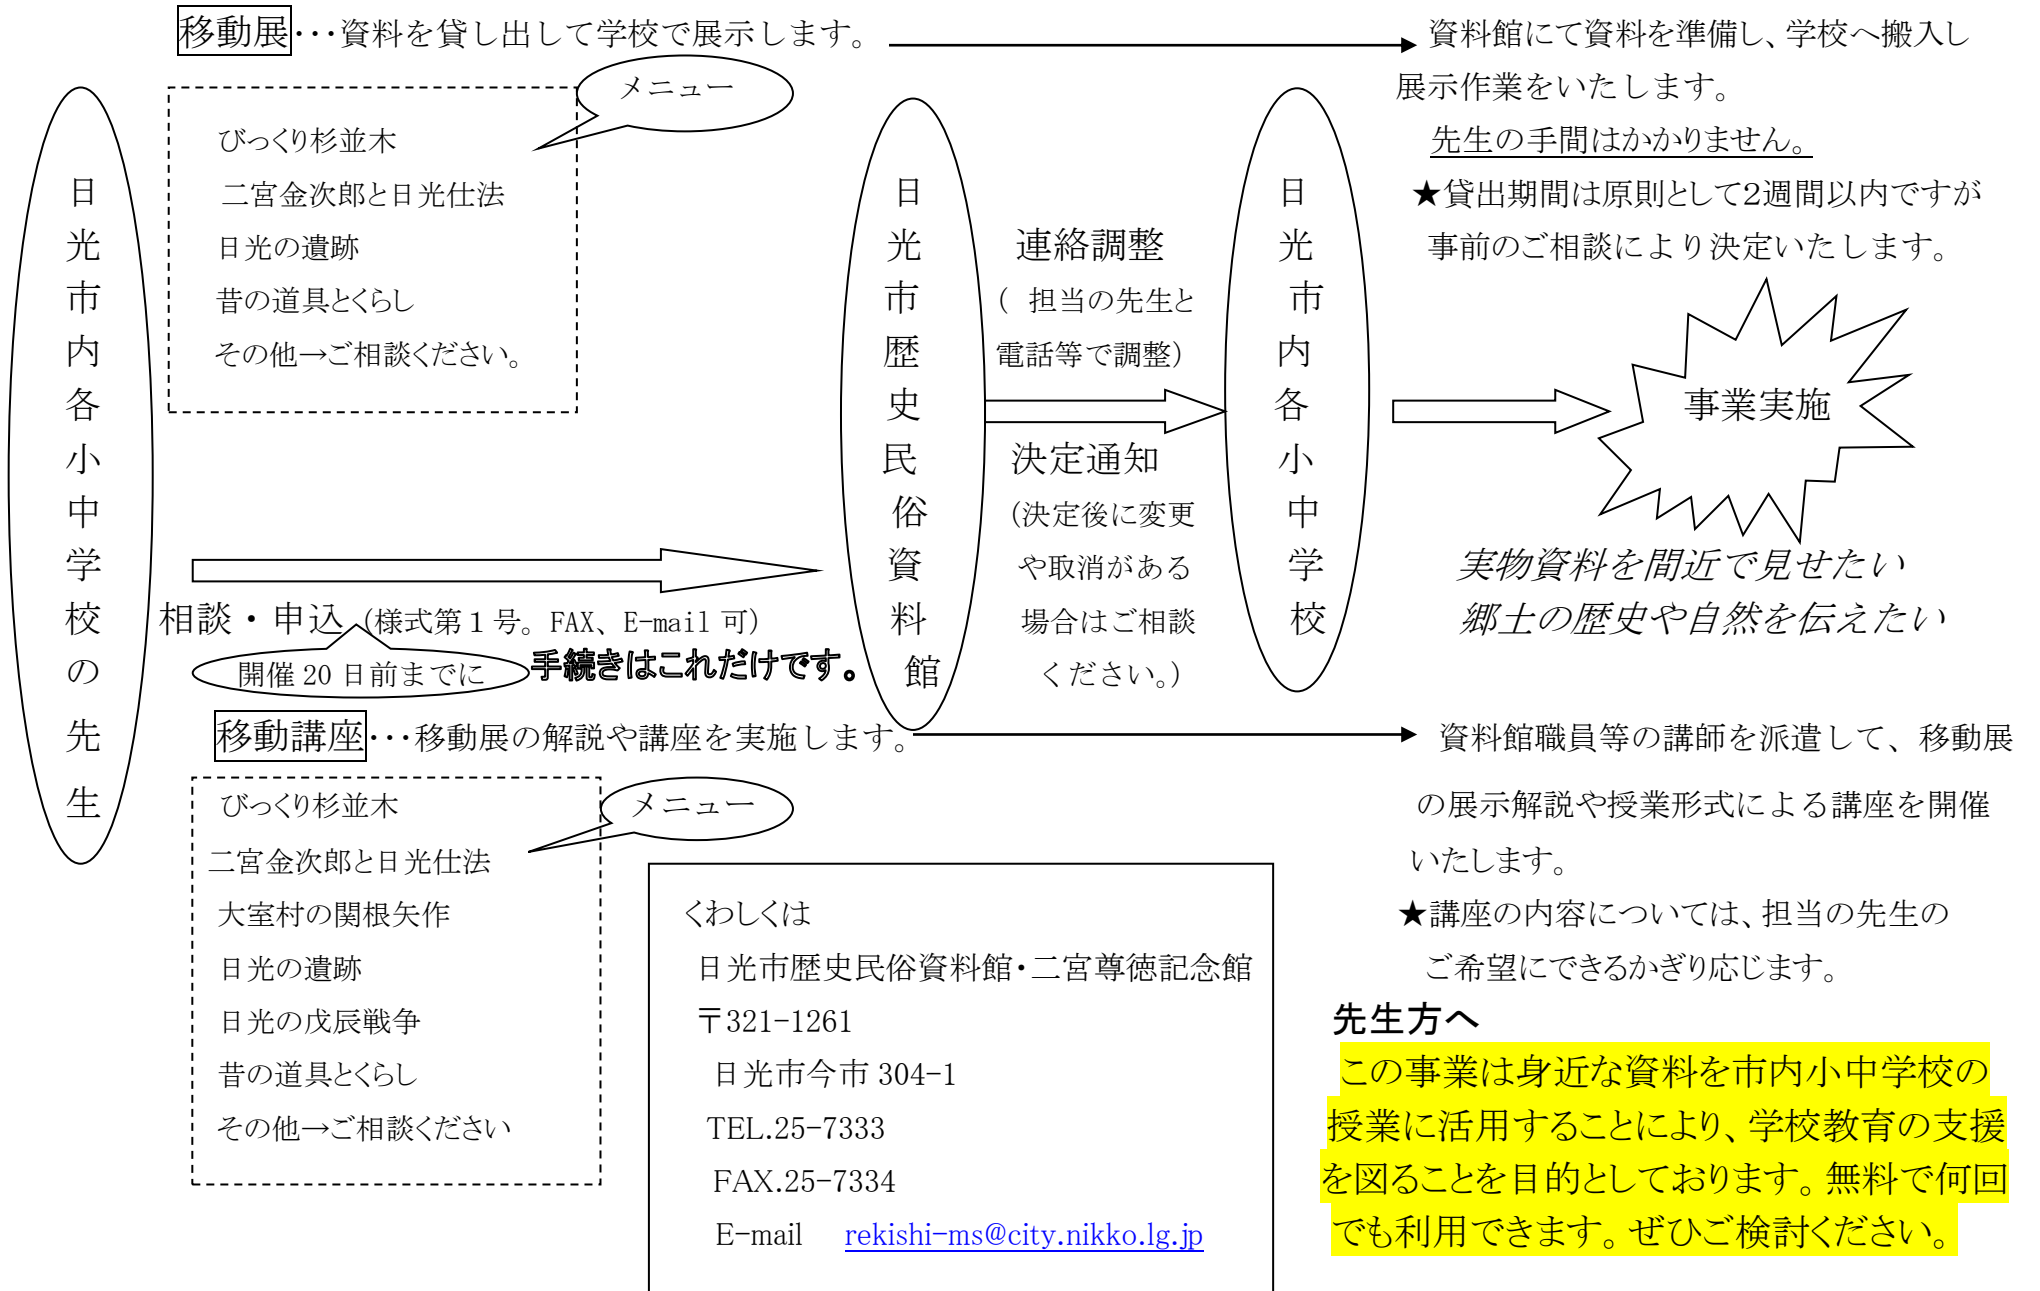 移動展･･･資料を貸し出して学校で展示します。
メニュー
びっくり杉並木
二宮金次郎と日光仕法
日光の遺跡
昔の道具とくらし
その他→ご相談ください。
日光市内各小中学校の先生
相談・申込（様式第１号。FAX、E-mail 可）
開催 20 日前までに
手続きはこれだけです。
日光市歴史民俗資料館
連絡調整
（ 担当の先生と
電話等で調整）
決定通知
（決定後に変更
や取消がある
場合はご相談
ください。）
日光市内各小中学校
資料館にて資料を準備し、学校へ搬入し
展示作業をいたします。
先生の手間はかかりません。
★貸出期間は原則として2週間以内ですが
事前のご相談により決定いたします。
事業実施
実物資料を間近で見せたい
郷土の歴史や自然を伝えたい
移動講座･･･移動展の解説や講座を実施します。
メニュー
びっくり杉並木
二宮金次郎と日光仕法
大室村の関根矢作
日光の遺跡
日光の戊辰戦争
昔の道具とくらし
その他→ご相談ください
資料館職員等の講師を派遣して、移動展
の展示解説や授業形式による講座を開催
いたします。
★講座の内容については、担当の先生の
ご希望にできるかぎり応じます。
くわしくは
日光市歴史民俗資料館・二宮尊徳記念館
〒321-1261
日光市今市 304-1
TEL.25-7333
FAX.25-7334
E-mail rekishi-ms@city.nikko.lg.jp
先生方へ
この事業は身近な資料を市内小中学校の
授業に活用することにより、学校教育の支援
を図ることを目的としております。無料で何回
でも利用できます。ぜひご検討ください。